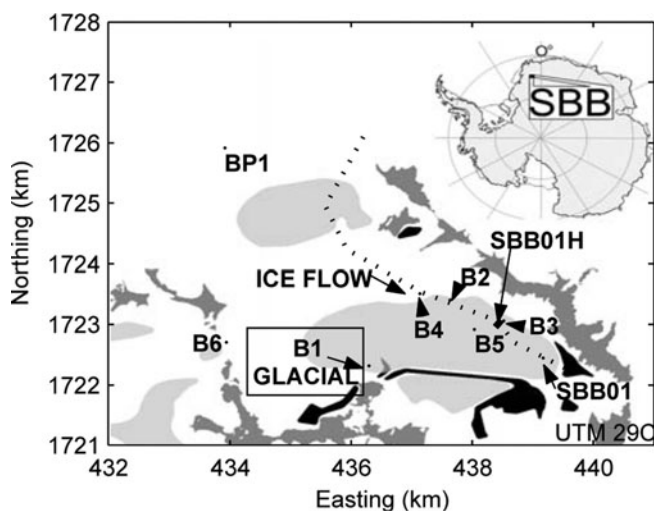 1728
1727
1726
1725
1724
1723
1722
1721
Northing (km)
0°
SBB
BP1
SBB01H
ICE FLOW
B2
B4
B3
B5
B6
B1
GLACIAL
SBB01
UTM 29C
432
434
436
438
440
Easting (km)